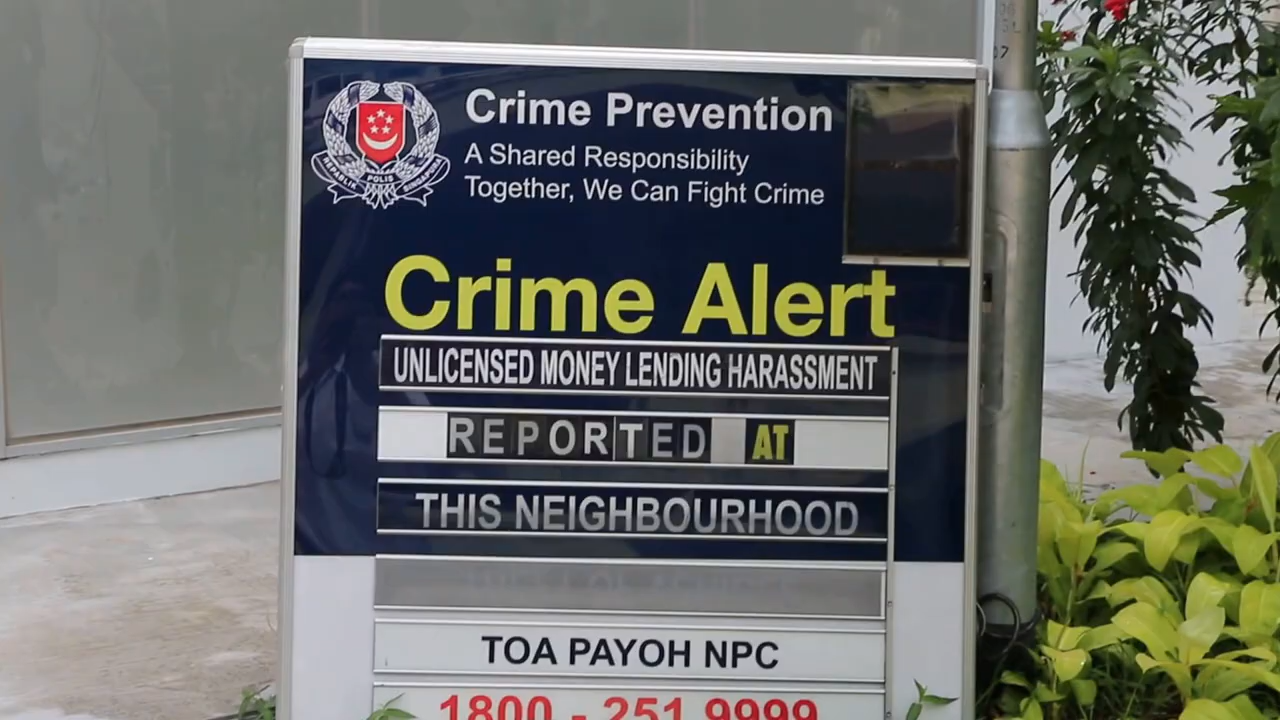 Crime Prevention
A Shared Responsibility
Together, We Can Fight Crime
REPABLIK POLIS SINGAPURA
Crime Alert
UNLICENSED MONEY LENDING HARASSMENT
REPORTED AT
THIS NEIGHBOURHOOD
TOA PAYOH NPC
1800 - 251 9999